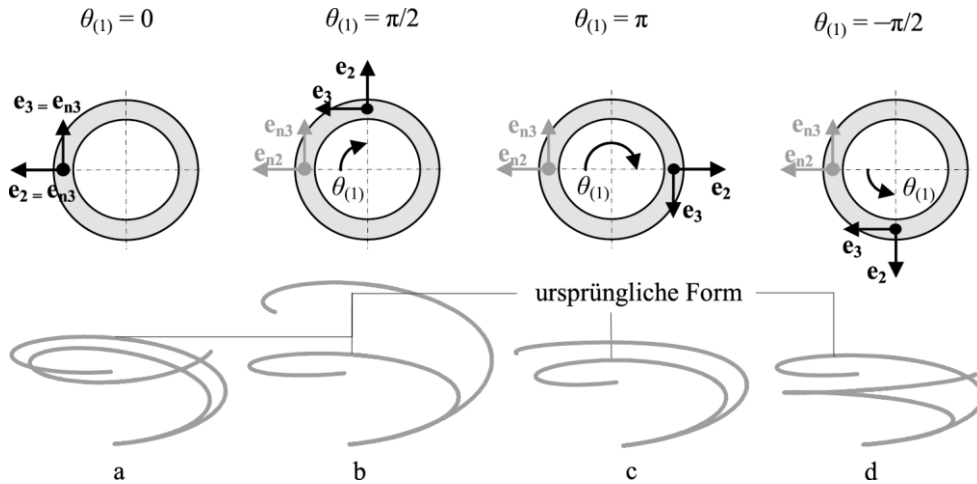 θ(1) = 0
θ(1) = π/2
θ(1) = π
θ(1) = –π/2
e3 = en3
e2 = en3
e2
e3
en3
en2
θ(1)
en3
en2
θ(1)
e2
e3
en3
en2
θ(1)
e3
e2
ursprüngliche Form
a
b
c
d